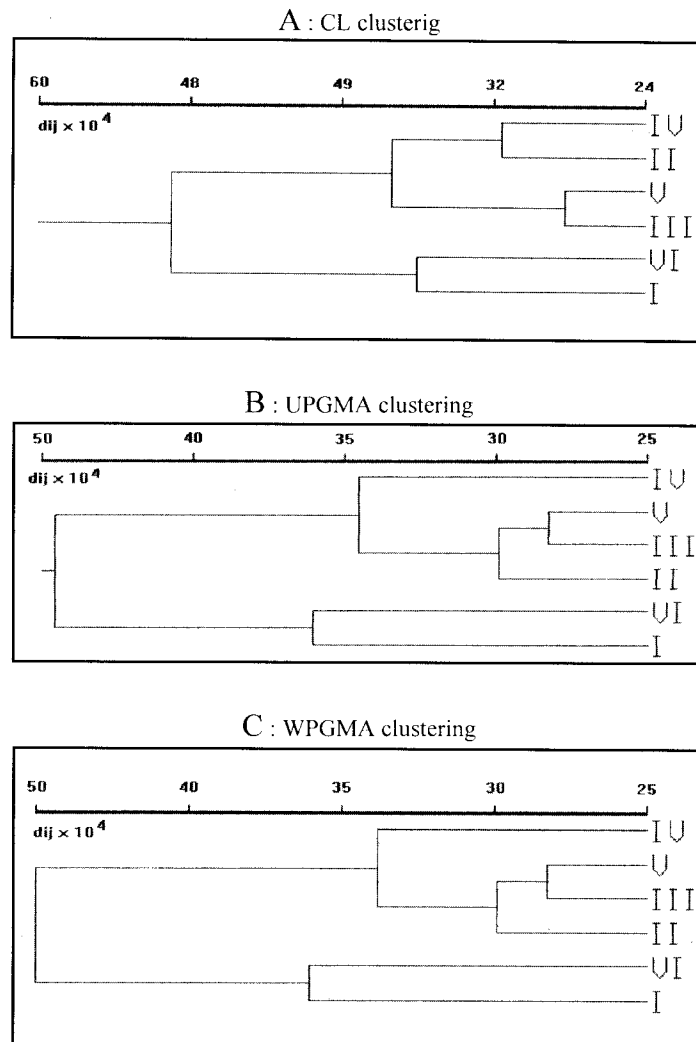 A : CL clusterig
60 48 49 32 24
dij × 10⁴
IV
II
V
III
VI
I
B : UPGMA clustering
50 40 35 30 25
dij × 10⁴
IV
V
III
II
VI
I
C : WPGMA clustering
50 40 35 30 25
dij × 10⁴
IV
V
III
II
VI
I